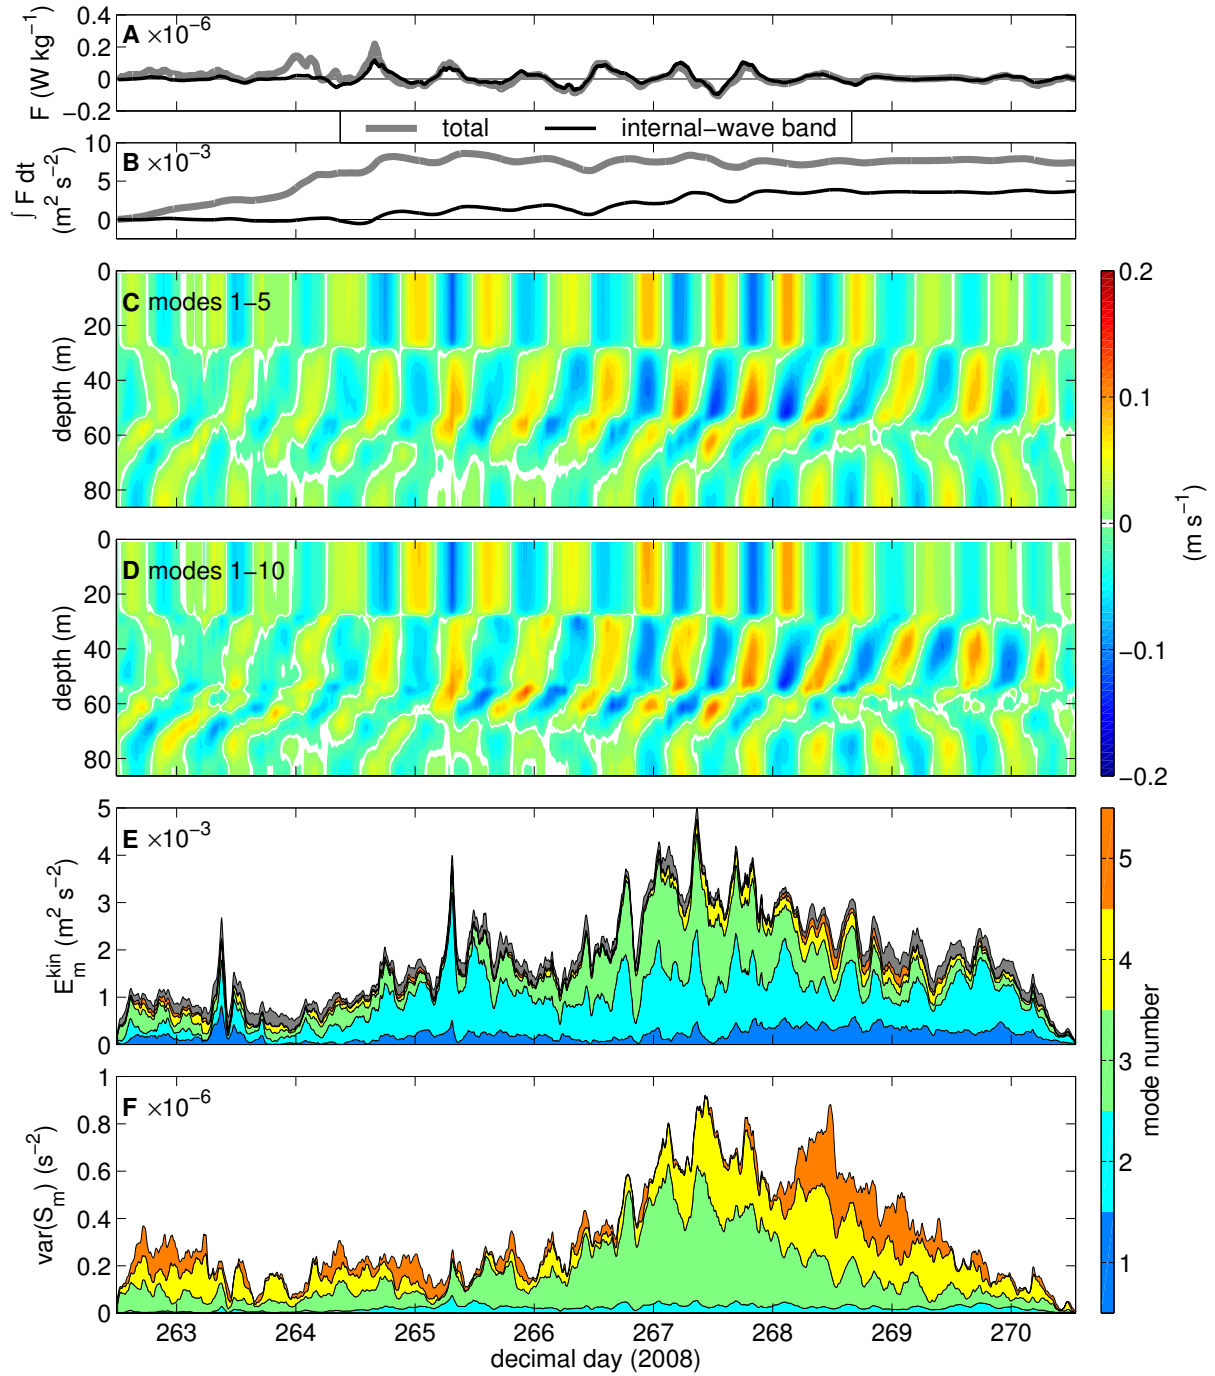 A ×10−6
F (W kg−1)
0.4
0.2
0
−0.2
total
internal−wave band
B ×10−3
∫ F dt
(m2 s−2)
10
5
0
C modes 1−5
depth (m)
0
20
40
60
80
D modes 1−10
depth (m)
0
20
40
60
80
0.2
0.1
0
−0.1
−0.2
(m s−1)
E ×10−3
Emkin (m2 s−2)
5
4
3
2
1
0
F ×10−6
var(Sm) (s−2)
1
0.8
0.6
0.4
0.2
0
5
4
3
2
1
mode number
263 264 265 266 267 268 269 270
decimal day (2008)